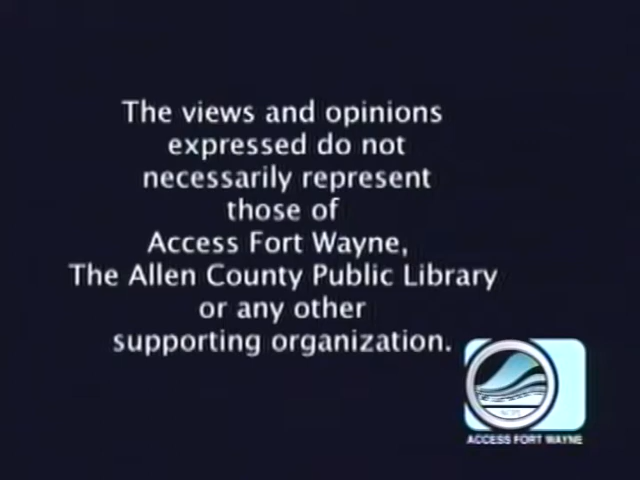 The views and opinions
expressed do not
necessarily represent
those of
Access Fort Wayne,
The Allen County Public Library
or any other
supporting organization.
ACCESS FORT WAYNE